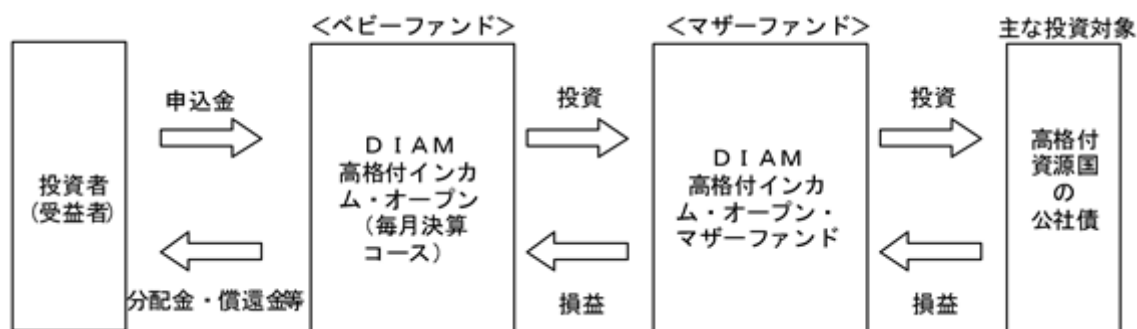 ＜ベビーファンド＞
＜マザーファンド＞
主な投資対象
投資者
(受益者)
申込金
分配金・償還金等
ＤＩＡＭ
高格付インカ
ム・オープン
（毎月決算
コース）
投資
損益
ＤＩＡＭ
高格付インカ
ム・オープン・
マザーファンド
投資
損益
高格付
資源国
の
公社債